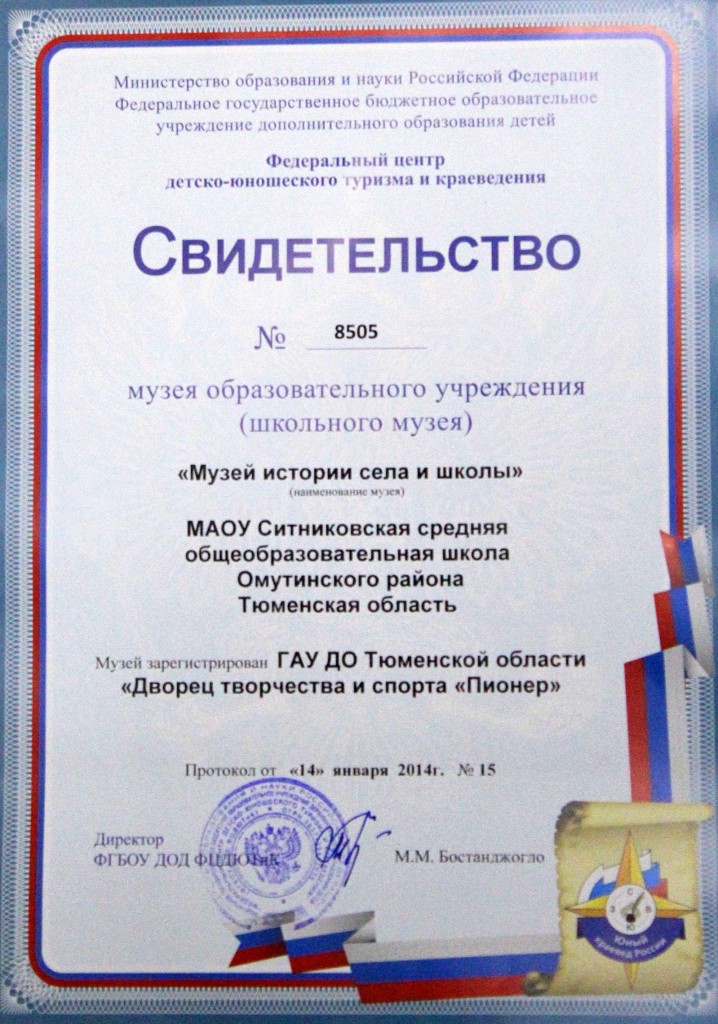 Министерство образования и науки Российской Федерации
Федеральное государственное бюджетное образовательное
учреждение дополнительного образования детей
Федеральный центр
детско-юношеского туризма и краеведения
Свидетельство
№ 8505
музея образовательного учреждения
(школьного музея)
«Музей истории села и школы»
(наименование музея)
МАОУ Ситниковская средняя
общеобразовательная школа
Омутинского района
Тюменская область
Музей зарегистрирован ГАУ ДО Тюменской области
«Дворец творчества и спорта «Пионер»
Протокол от «14» января 2014г. № 15
Директор
ФГБОУ ДОД ФЦДЮТиК
М.М. Бостанджогло
С
З В
Ю
Юный
краевед России